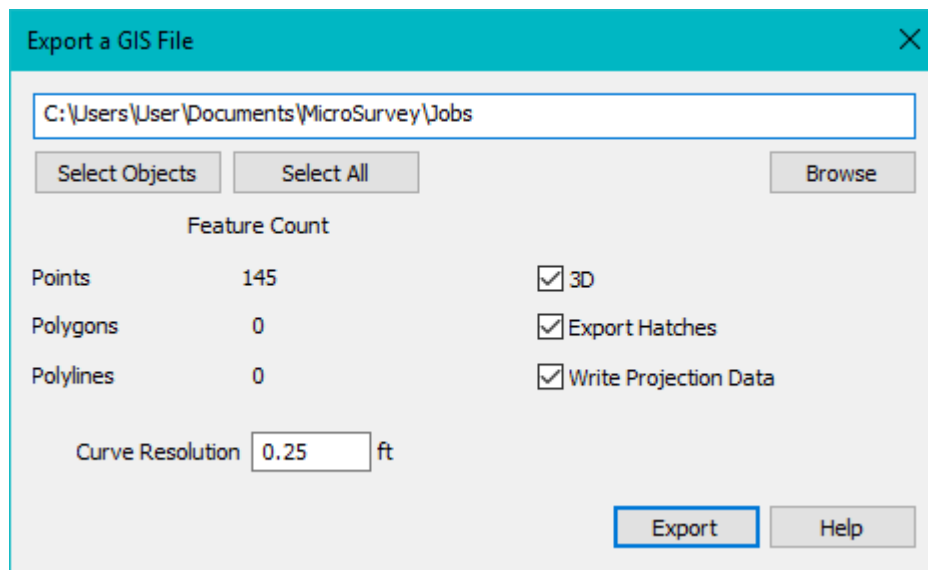 Export a GIS File
C:\Users\User\Documents\MicroSurvey\Jobs
Select Objects Select All Browse
Feature Count
Points 145 3D
Polygons 0 Export Hatches
Polylines 0 Write Projection Data
Curve Resolution 0.25 ft
Export Help